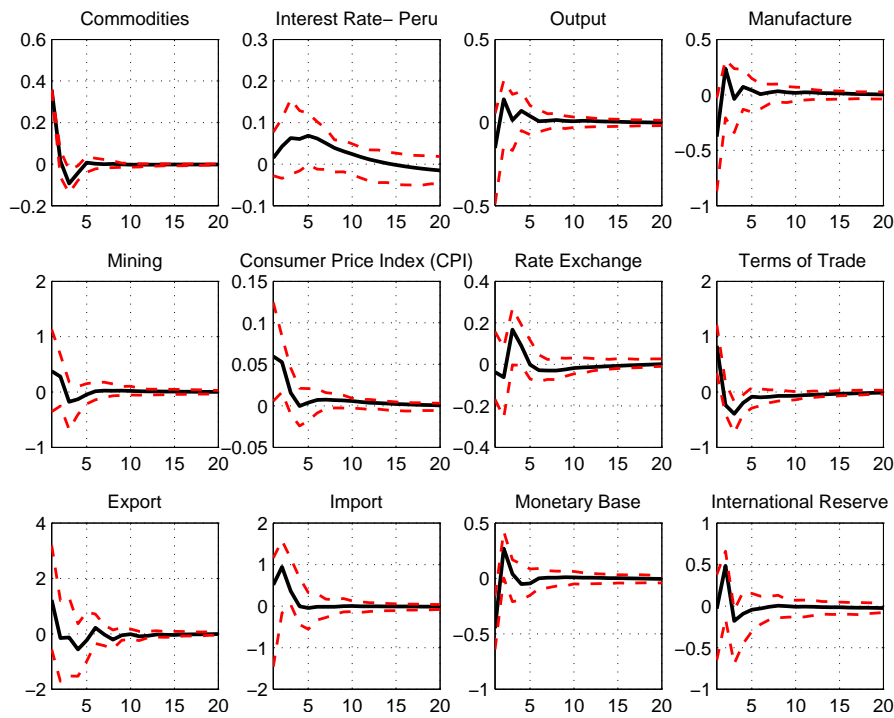 Commodities
0.6
0.4
0.2
0
−0.2
5 10 15 20
Interest Rate− Peru
0.3
0.2
0.1
0
−0.1
5 10 15 20
Output
0.5
0
−0.5
5 10 15 20
Manufacture
0.5
0
−0.5
−1
5 10 15 20
Mining
2
1
0
−1
5 10 15 20
Consumer Price Index (CPI)
0.15
0.1
0.05
0
−0.05
5 10 15 20
Rate Exchange
0.4
0.2
0
−0.2
−0.4
5 10 15 20
Terms of Trade
2
1
0
−1
5 10 15 20
Export
4
2
0
−2
5 10 15 20
Import
2
1
0
−1
−2
5 10 15 20
Monetary Base
0.5
0
−0.5
−1
5 10 15 20
International Reserve
1
0.5
0
−0.5
−1
5 10 15 20